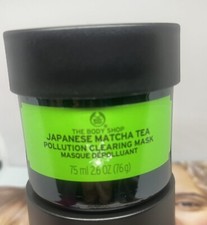 THE BODY SHOP
JAPANESE MATCHA TEA
POLLUTION CLEARING MASK
MASQUE DÉPOLLUANT
75 ml 2.6 OZ (76g)